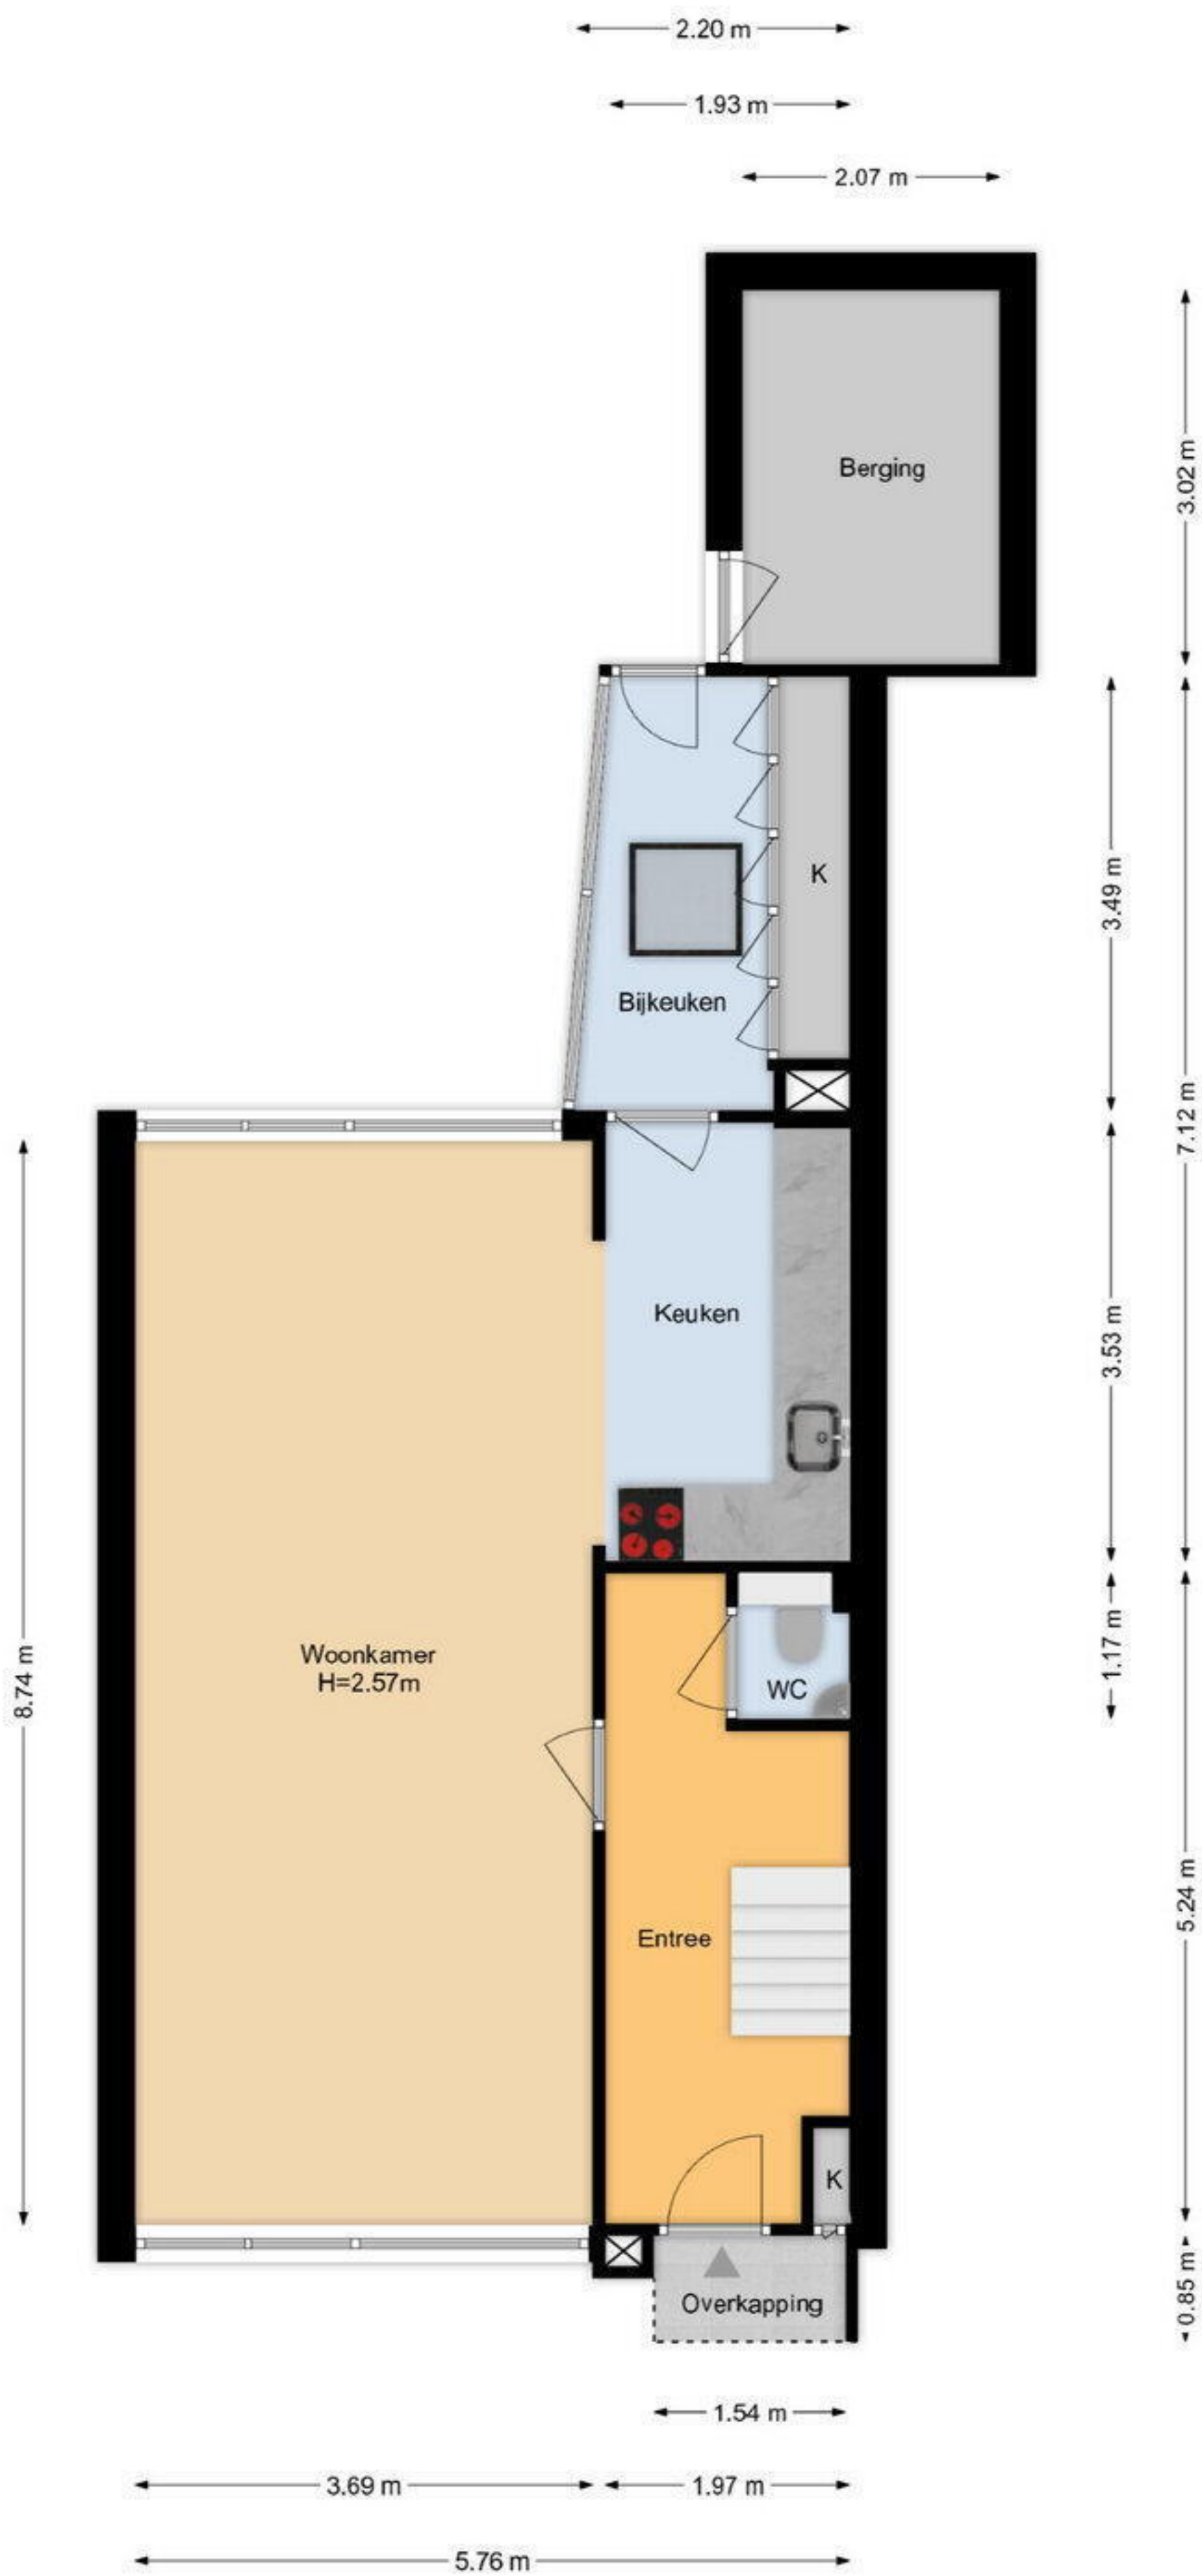 2.20 m
1.93 m
2.07 m
Berging
3.02 m
K
3.49 m
Bijkeuken
7.12 m
Keuken
3.53 m
Woonkamer
H=2.57m
8.74 m
WC
1.17 m
Entree
5.24 m
K
Overkapping
0.85 m
1.54 m
3.69 m
1.97 m
5.76 m